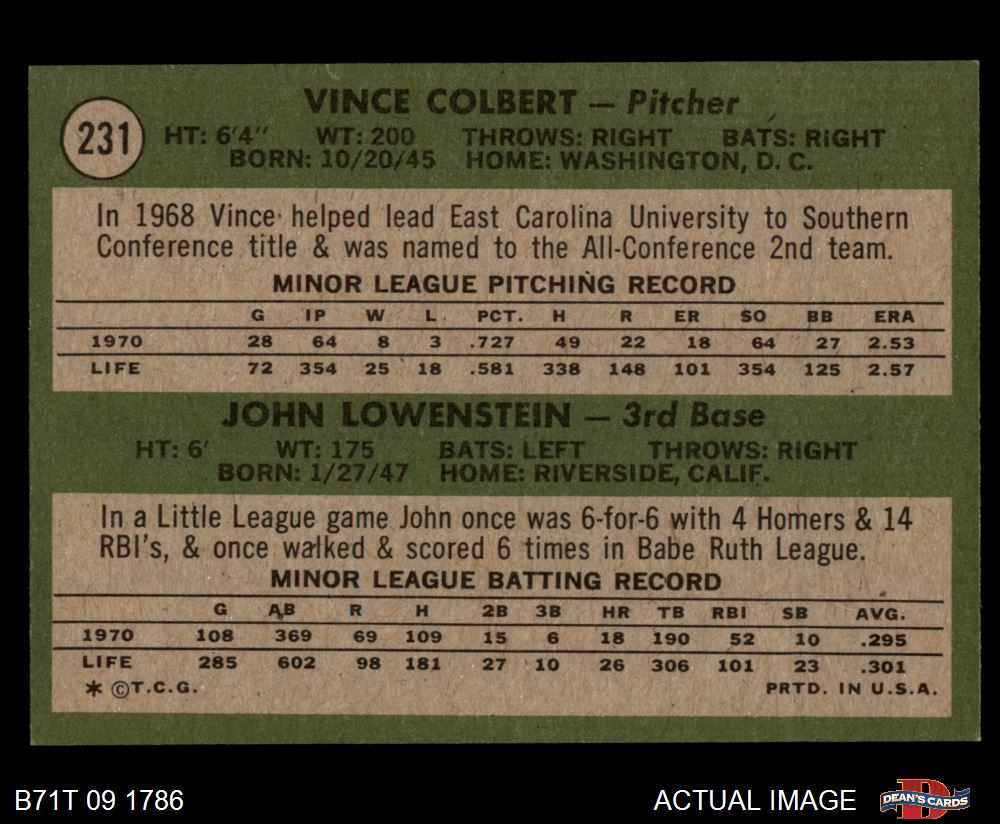 VINCE COLBERT — Pitcher
231
HT: 6'4" WT: 200 THROWS: RIGHT BATS: RIGHT
BORN: 10/20/45 HOME: WASHINGTON, D. C.
In 1968 Vince helped lead East Carolina University to Southern
Conference title & was named to the All-Conference 2nd team.
MINOR LEAGUE PITCHING RECORD
G IP W L PCT. H R ER SO BB ERA
1970 28 64 8 3 .727 49 22 18 64 27 2.53
LIFE 72 354 25 18 .581 338 148 101 354 125 2.57
JOHN LOWENSTEIN — 3rd Base
HT: 6' WT: 175 BATS: LEFT THROWS: RIGHT
BORN: 1/27/47 HOME: RIVERSIDE, CALIF.
In a Little League game John once was 6-for-6 with 4 Homers & 14
RBI's, & once walked & scored 6 times in Babe Ruth League.
MINOR LEAGUE BATTING RECORD
G AB R H 2B 3B HR TB RBI SB AVG.
1970 108 369 69 109 15 6 18 190 52 10 .295
LIFE 285 602 98 181 27 10 26 306 101 23 .301
* ©T.C.G. PRTD. IN U.S.A.
B71T 09 1786 ACTUAL IMAGE DEAN'S CARDS